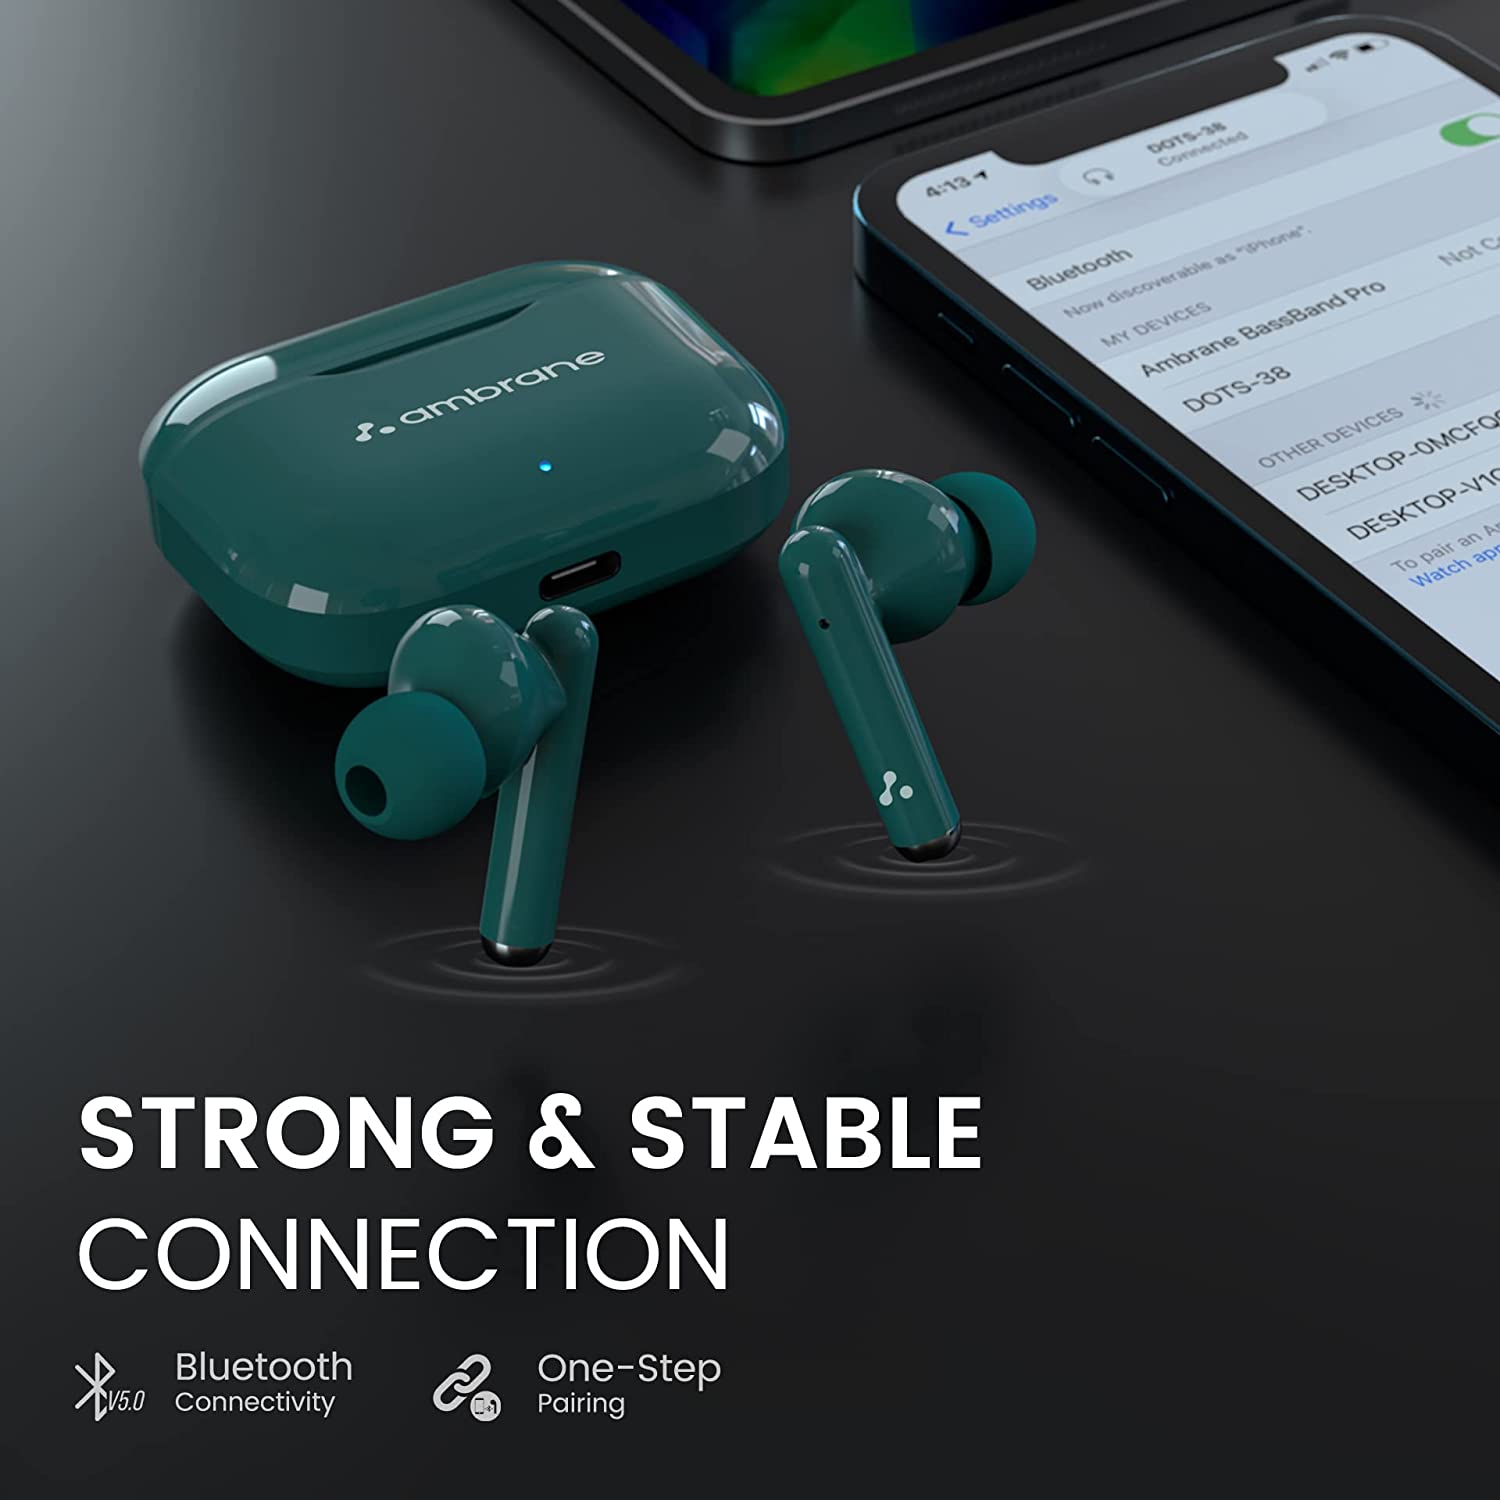 4:13
DOTS-38
Connected
Settings
Bluetooth
Now discoverable as "iPhone".
MY DEVICES
Ambrane BassBand Pro Not
DOTS-38
OTHER DEVICES
DESKTOP-0MCFQ
DESKTOP-V1
To pair an
Watch app
ambrane
STRONG & STABLE
CONNECTION
V5.0
Bluetooth
Connectivity
One-Step
Pairing